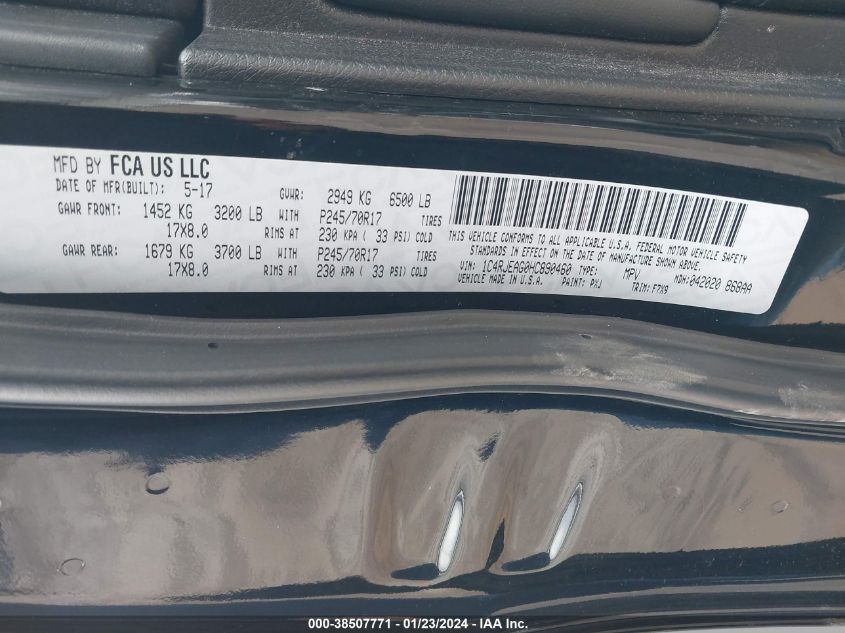 MFD BY FCA US LLC
DATE OF MFR(BUILT): 5-17 GVWR: 2949 KG 6500 LB
GAWR FRONT: 1452 KG 3200 LB WITH P245/70R17 TIRES
17X8.0 RIMS AT 230 KPA ( 33 PSI) COLD
GAWR REAR: 1679 KG 3700 LB WITH P245/70R17 TIRES
17X8.0 RIMS AT 230 KPA ( 33 PSI) COLD
THIS VEHICLE CONFORMS TO ALL APPLICABLE U.S.A. FEDERAL MOTOR VEHICLE SAFETY
STANDARDS IN EFFECT ON THE DATE OF MANUFACTURE SHOWN ABOVE.
VIN: 1C4RJEAG0HC890460 TYPE: MPV MDH: 042020 868AA
VEHICLE MADE IN U.S.A. PAINT: PXJ TRIM: F7X9
000-38507771 - 01/23/2024 - IAA Inc.